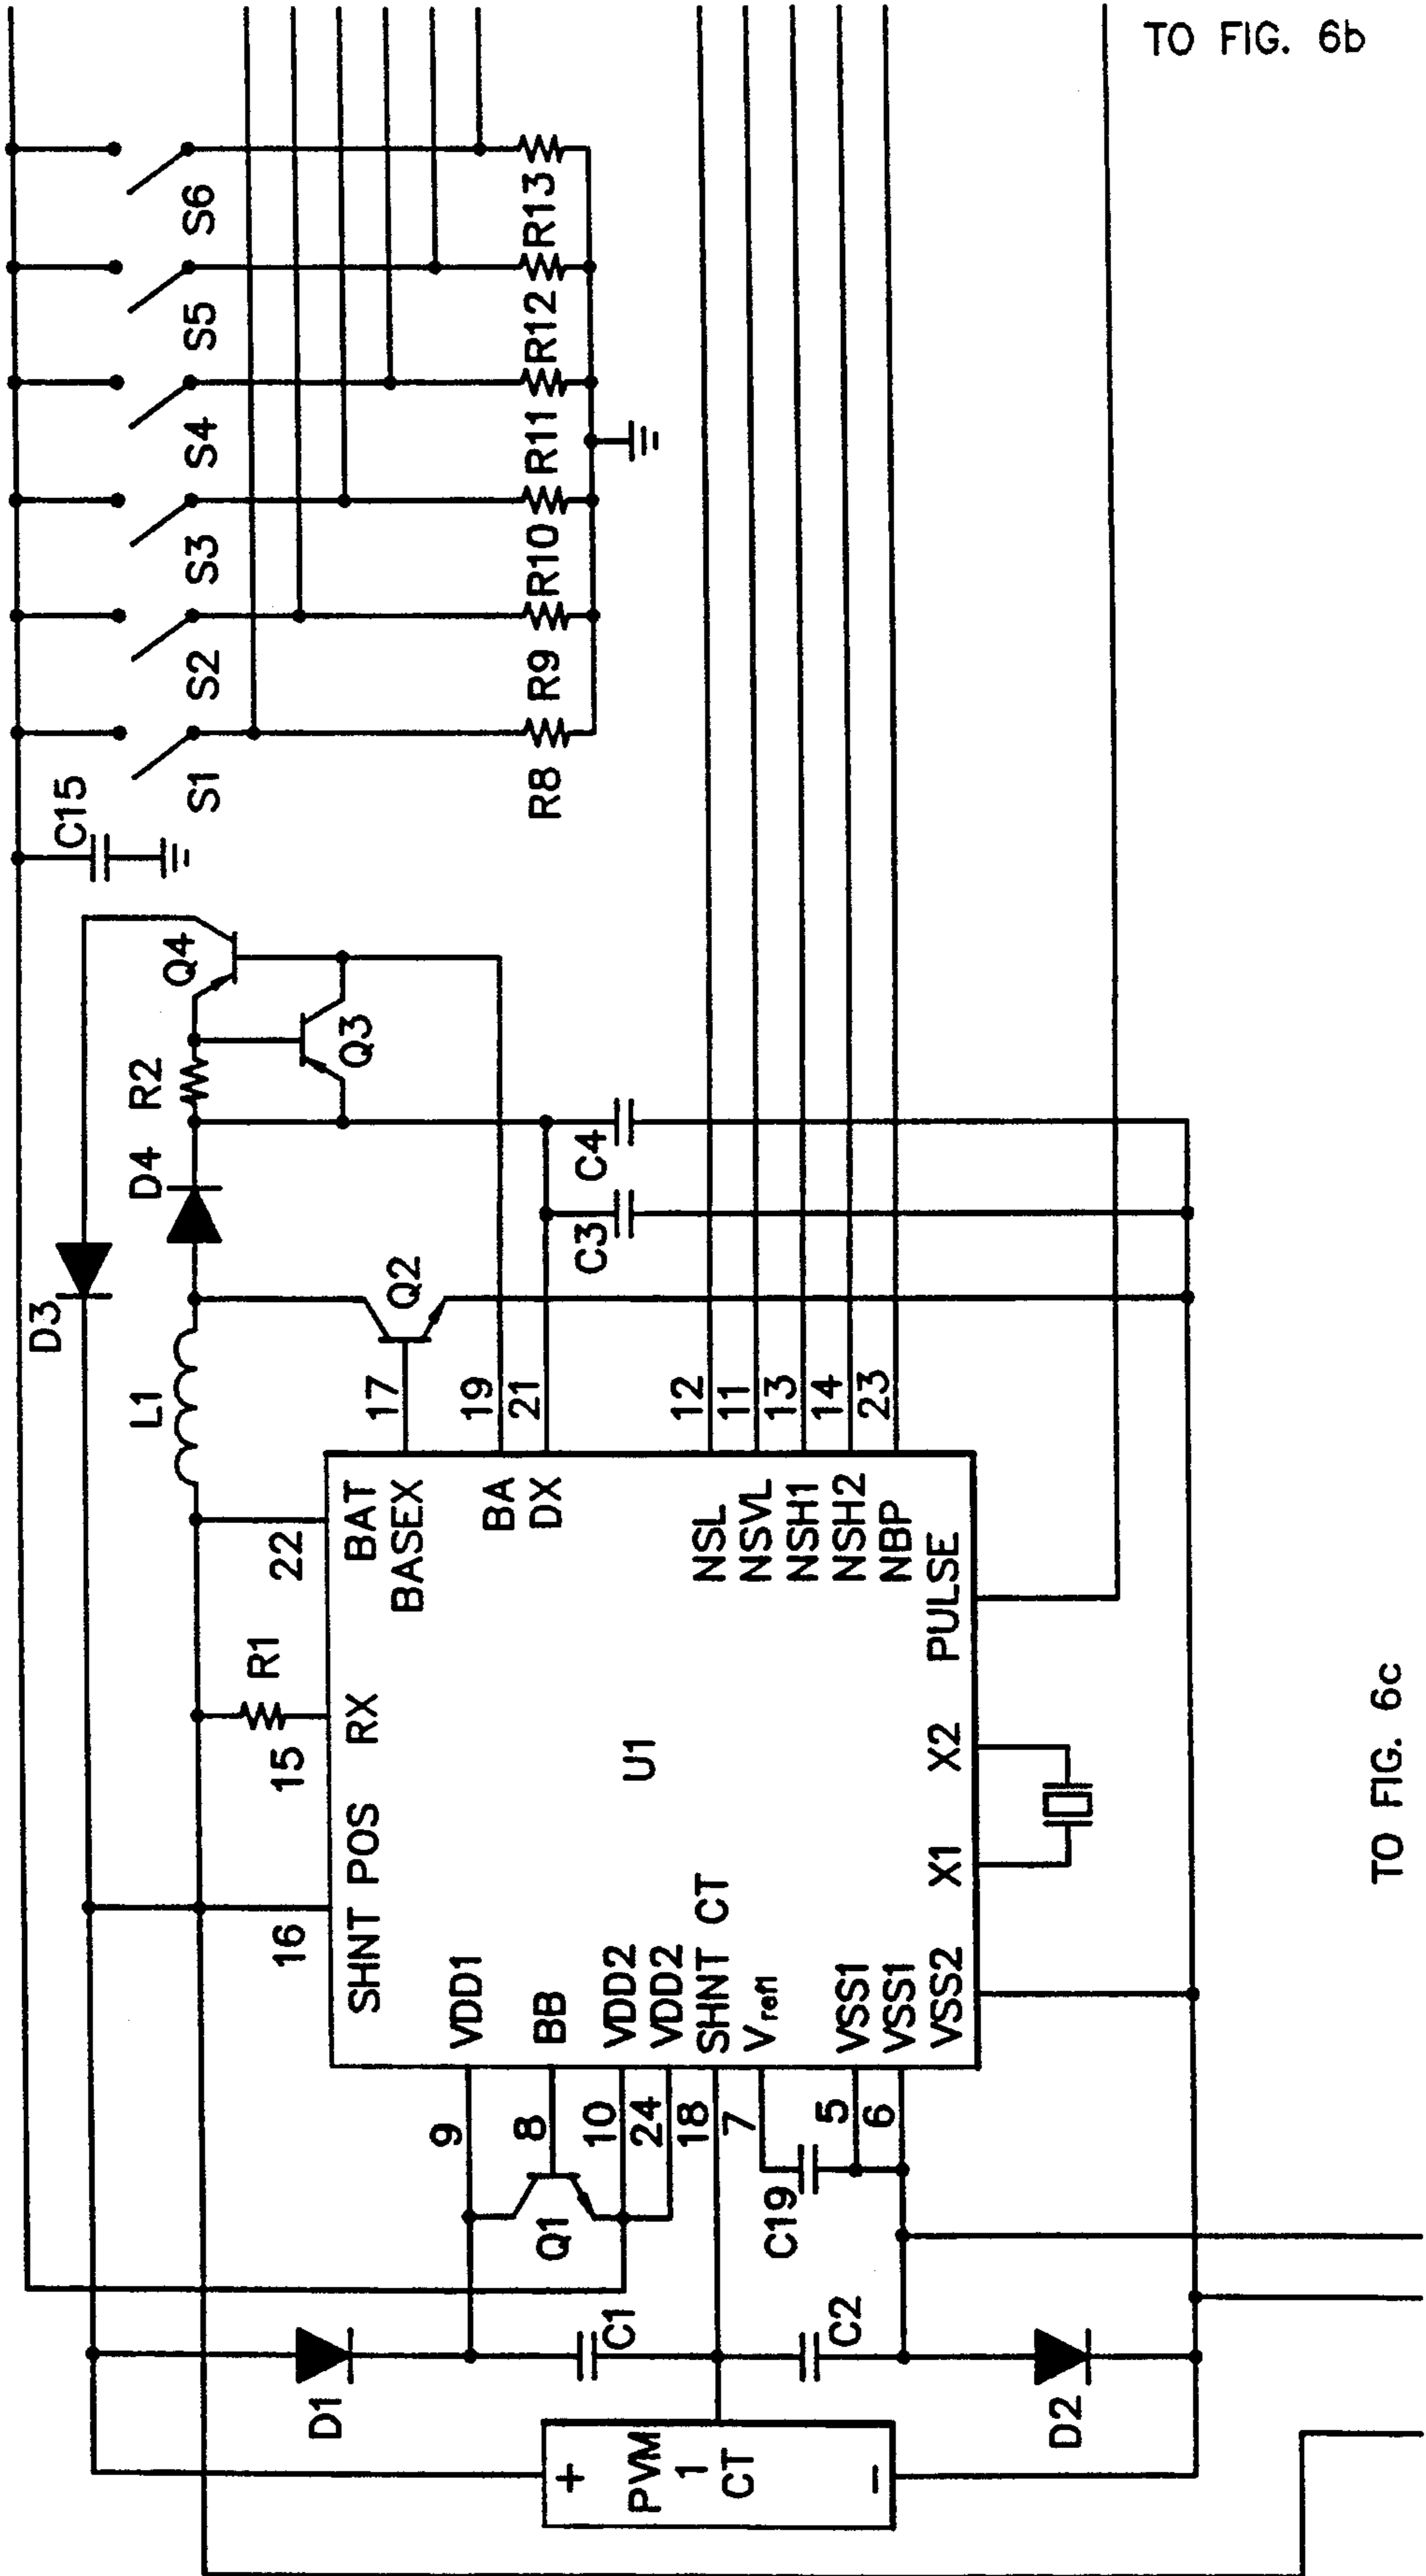 TO FIG. 6b
S6
S5
S4
S3
S2
S1
R13
R12
R11
R10
R9
R8
C15
Q4
Q3
R2
D4
C4
C3
D3
Q2
L1
17
19
21
12
11
13
14
23
22
BAT
BASEX
BA
DX
NSL
NSVL
NSH1
NSH2
NBP
PULSE
R1
15
RX
U1
X2
X1
16
SHNT POS
VDD1
BB
VDD2
VDD2
SHNT CT
Vref1
VSS1
VSS1
VSS2
9
8
10
24
18
7
5
6
Q1
C19
C1
C2
D1
D2
+
PVM
1
CT
–
TO FIG. 6c